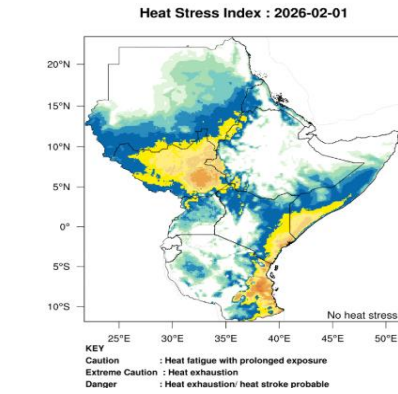 Heat Stress Index : 2026-02-01
20°N
15°N
10°N
5°N
0°
5°S
10°S
No heat stress
25°E 30°E 35°E 40°E 45°E 50°E
KEY
Caution : Heat fatigue with prolonged exposure
Extreme Caution : Heat exhaustion
Danger : Heat exhaustion/ heat stroke probable